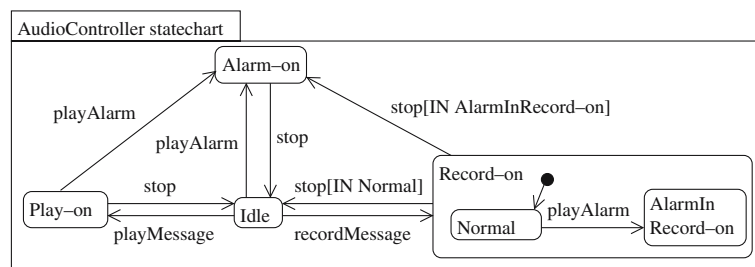 AudioController statechart
Alarm–on
playAlarm
playAlarm
stop
stop[IN AlarmInRecord–on]
Play–on
stop
playMessage
Idle
stop[IN Normal]
recordMessage
Record–on
Normal
playAlarm
AlarmIn
Record–on